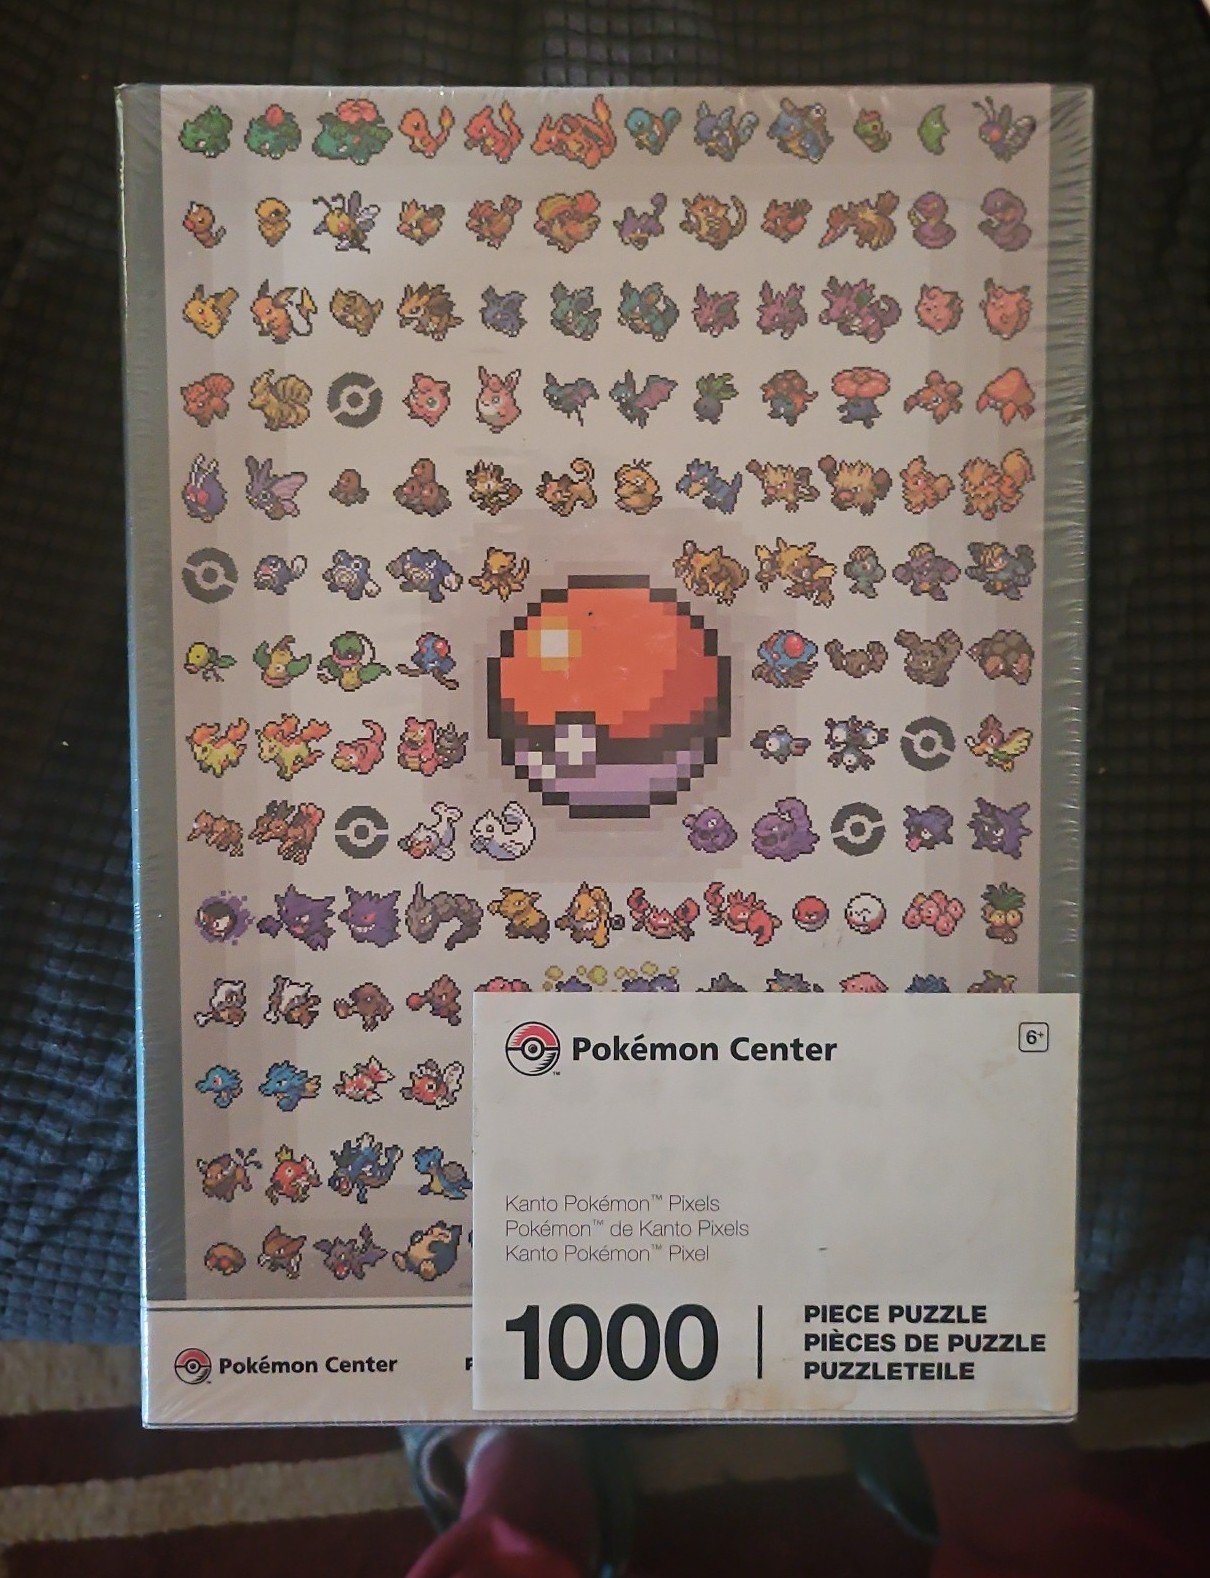 Pokémon Center
6+
Kanto Pokémon™ Pixels
Pokémon™ de Kanto Pixels
Kanto Pokémon™ Pixel
1000
PIECE PUZZLE
PIÈCES DE PUZZLE
PUZZLETEILE
Pokémon Center